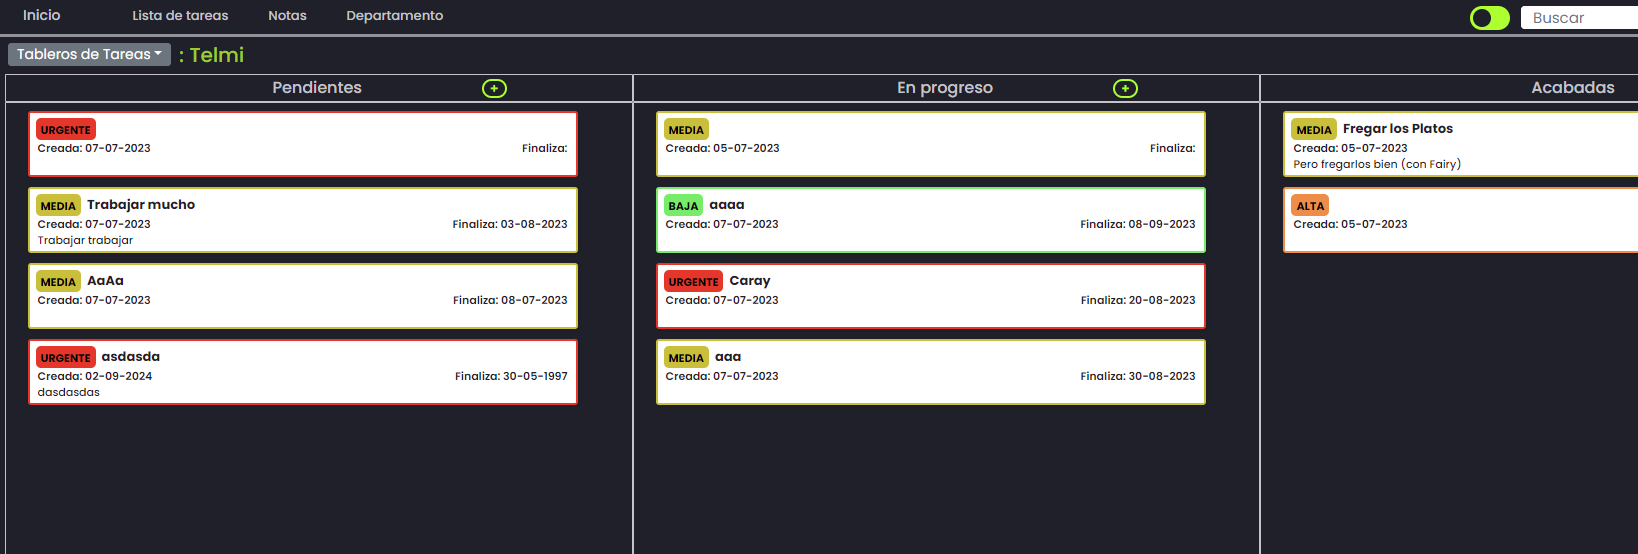 Inicio Lista de tareas Notas Departamento Buscar
Tableros de Tareas : Telmi
Pendientes +
URGENTE
Creada: 07-07-2023 Finaliza:
MEDIA Trabajar mucho
Creada: 07-07-2023 Finaliza: 03-08-2023
Trabajar trabajar
MEDIA AaAa
Creada: 07-07-2023 Finaliza: 08-07-2023
URGENTE asdasda
Creada: 02-09-2024 Finaliza: 30-05-1997
dasdasdas
En progreso +
MEDIA
Creada: 05-07-2023 Finaliza:
BAJA aaaa
Creada: 07-07-2023 Finaliza: 08-09-2023
URGENTE Caray
Creada: 07-07-2023 Finaliza: 20-08-2023
MEDIA aaa
Creada: 07-07-2023 Finaliza: 30-08-2023
Acabadas
MEDIA Fregar los Platos
Creada: 05-07-2023
Pero fregarlos bien (con Fairy)
ALTA
Creada: 05-07-2023